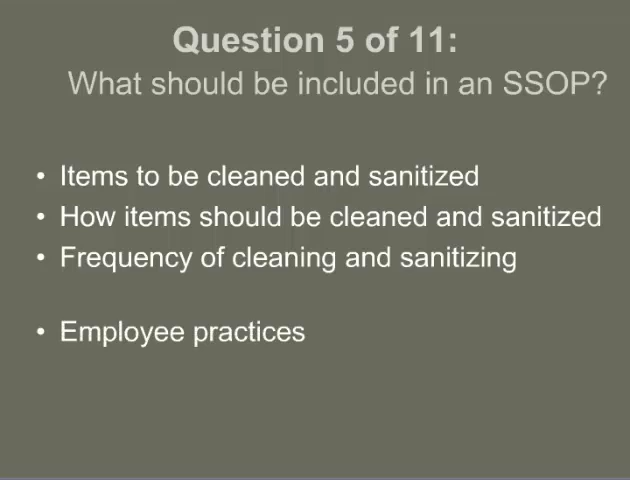 Question 5 of 11:
What should be included in an SSOP?
• Items to be cleaned and sanitized
• How items should be cleaned and sanitized
• Frequency of cleaning and sanitizing
• Employee practices